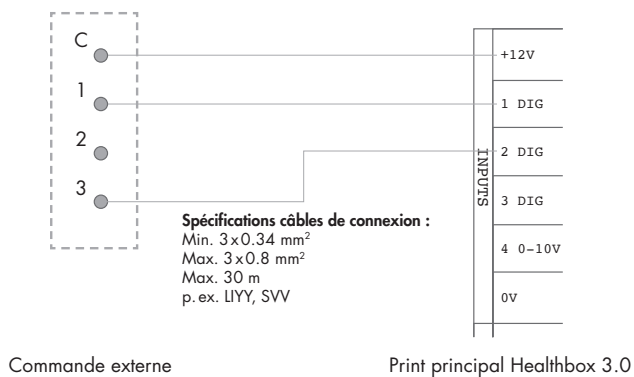 C
1
2
3
+12V
1 DIG
2 DIG
3 DIG
4 0-10V
0V
INPUTS
Spécifications câbles de connexion :
Min. 3x0.34 mm²
Max. 3x0.8 mm²
Max. 30 m
p.ex. LIYY, SVV
Commande externe
Print principal Healthbox 3.0